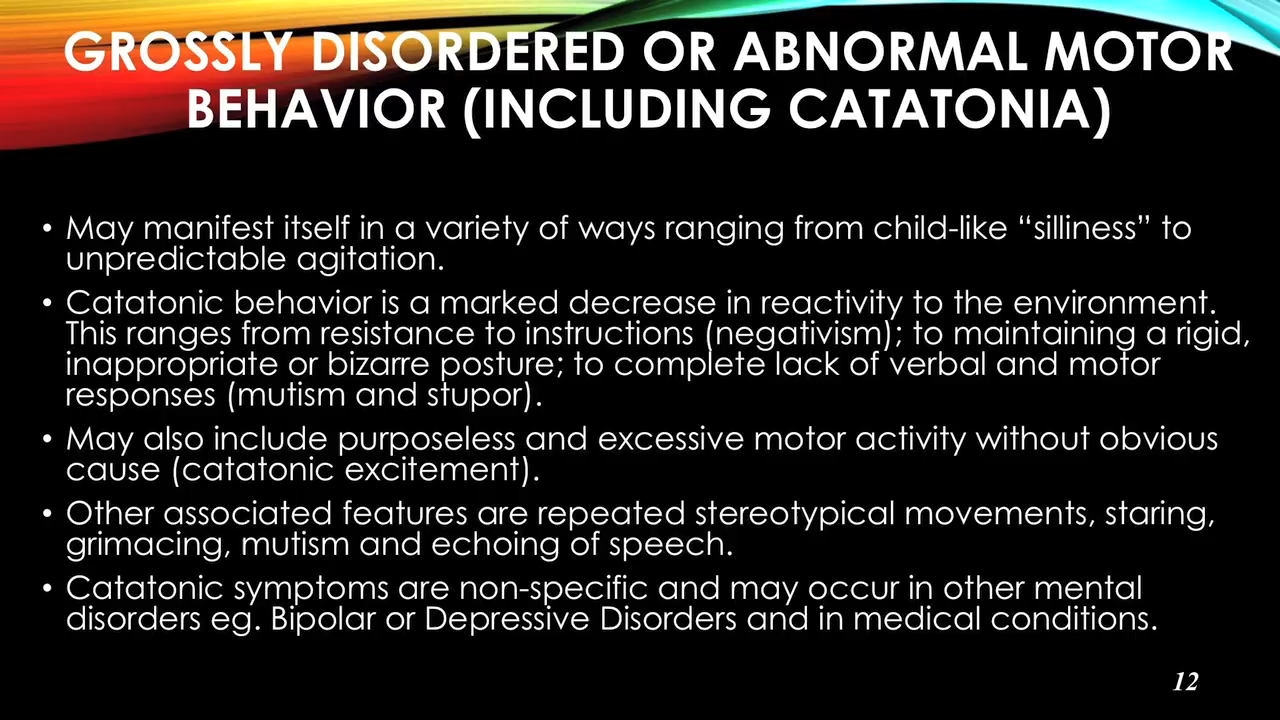 GROSSLY DISORDERED OR ABNORMAL MOTOR
BEHAVIOR (INCLUDING CATATONIA)
• May manifest itself in a variety of ways ranging from child-like “silliness” to
unpredictable agitation.
• Catatonic behavior is a marked decrease in reactivity to the environment.
This ranges from resistance to instructions (negativism); to maintaining a rigid,
inappropriate or bizarre posture; to complete lack of verbal and motor
responses (mutism and stupor).
• May also include purposeless and excessive motor activity without obvious
cause (catatonic excitement).
• Other associated features are repeated stereotypical movements, staring,
grimacing, mutism and echoing of speech.
• Catatonic symptoms are non-specific and may occur in other mental
disorders eg. Bipolar or Depressive Disorders and in medical conditions.
12